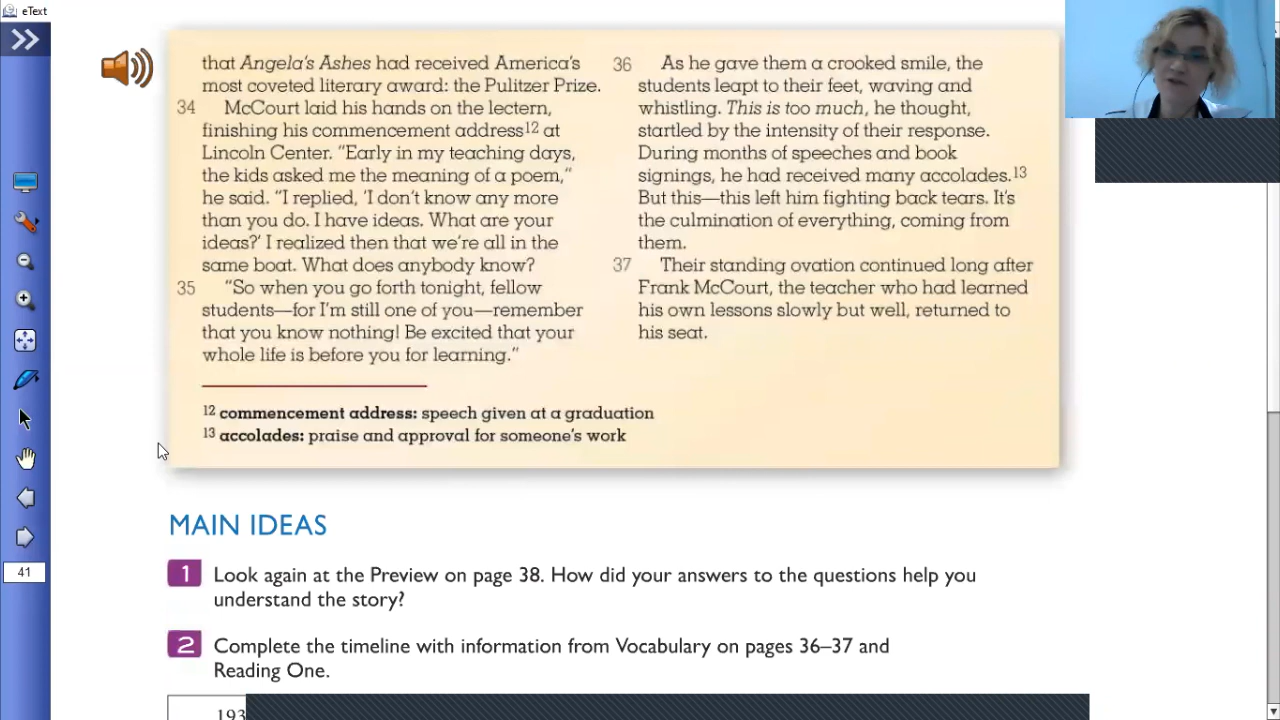 eText
that Angela's Ashes had received America's
most coveted literary award: the Pulitzer Prize.
34 McCourt laid his hands on the lectern,
finishing his commencement address12 at
Lincoln Center. "Early in my teaching days,
the kids asked me the meaning of a poem,"
he said. "I replied, 'I don't know any more
than you do. I have ideas. What are your
ideas?' I realized then that we're all in the
same boat. What does anybody know?
35 "So when you go forth tonight, fellow
students—for I'm still one of you—remember
that you know nothing! Be excited that your
whole life is before you for learning."
36 As he gave them a crooked smile, the
students leapt to their feet, waving and
whistling. This is too much, he thought,
startled by the intensity of their response.
During months of speeches and book
signings, he had received many accolades.13
But this—this left him fighting back tears. It's
the culmination of everything, coming from
them.
37 Their standing ovation continued long after
Frank McCourt, the teacher who had learned
his own lessons slowly but well, returned to
his seat.
12 commencement address: speech given at a graduation
13 accolades: praise and approval for someone's work
41
MAIN IDEAS
1 Look again at the Preview on page 38. How did your answers to the questions help you
understand the story?
2 Complete the timeline with information from Vocabulary on pages 36–37 and
Reading One.
193